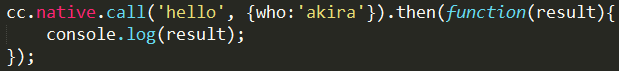 cc.native.call('hello', {who:'akira'}).then(function(result){
    console.log(result);
});